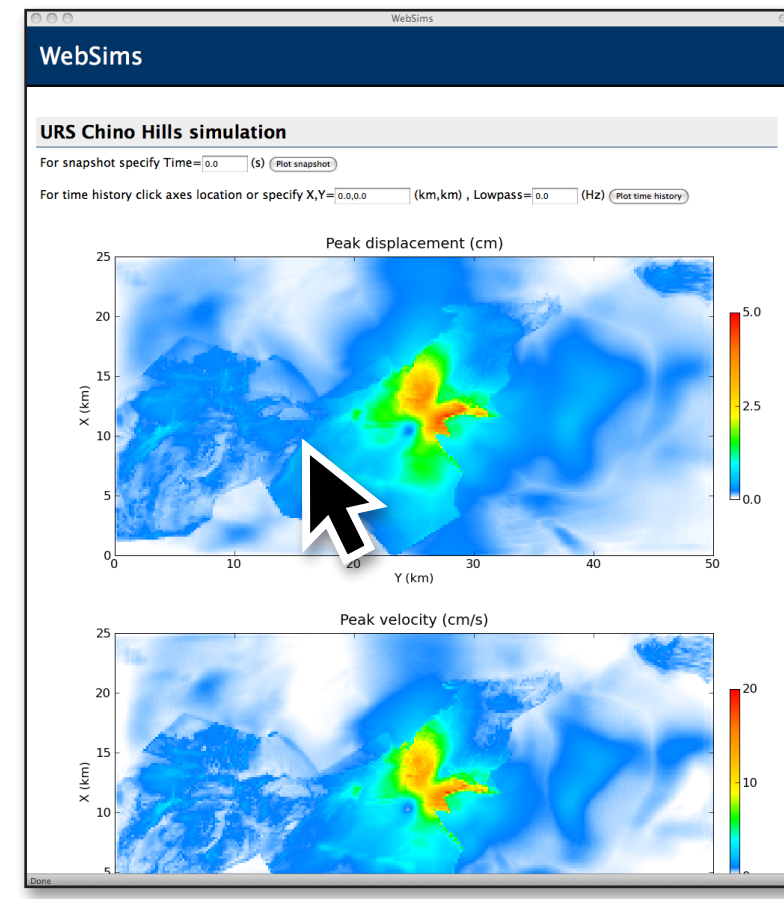 WebSims
WebSims
URS Chino Hills simulation
For snapshot specify Time= 0.0 (s) Plot snapshot
For time history click axes location or specify X,Y= 0.0,0.0 (km,km) , Lowpass= 0.0 (Hz) Plot time history
Peak displacement (cm)
25
20
15
10
5
0
X (km)
0 10 20 30 40 50
Y (km)
5.0
2.5
0.0
Peak velocity (cm/s)
25
20
15
10
X (km)
20
10
Done